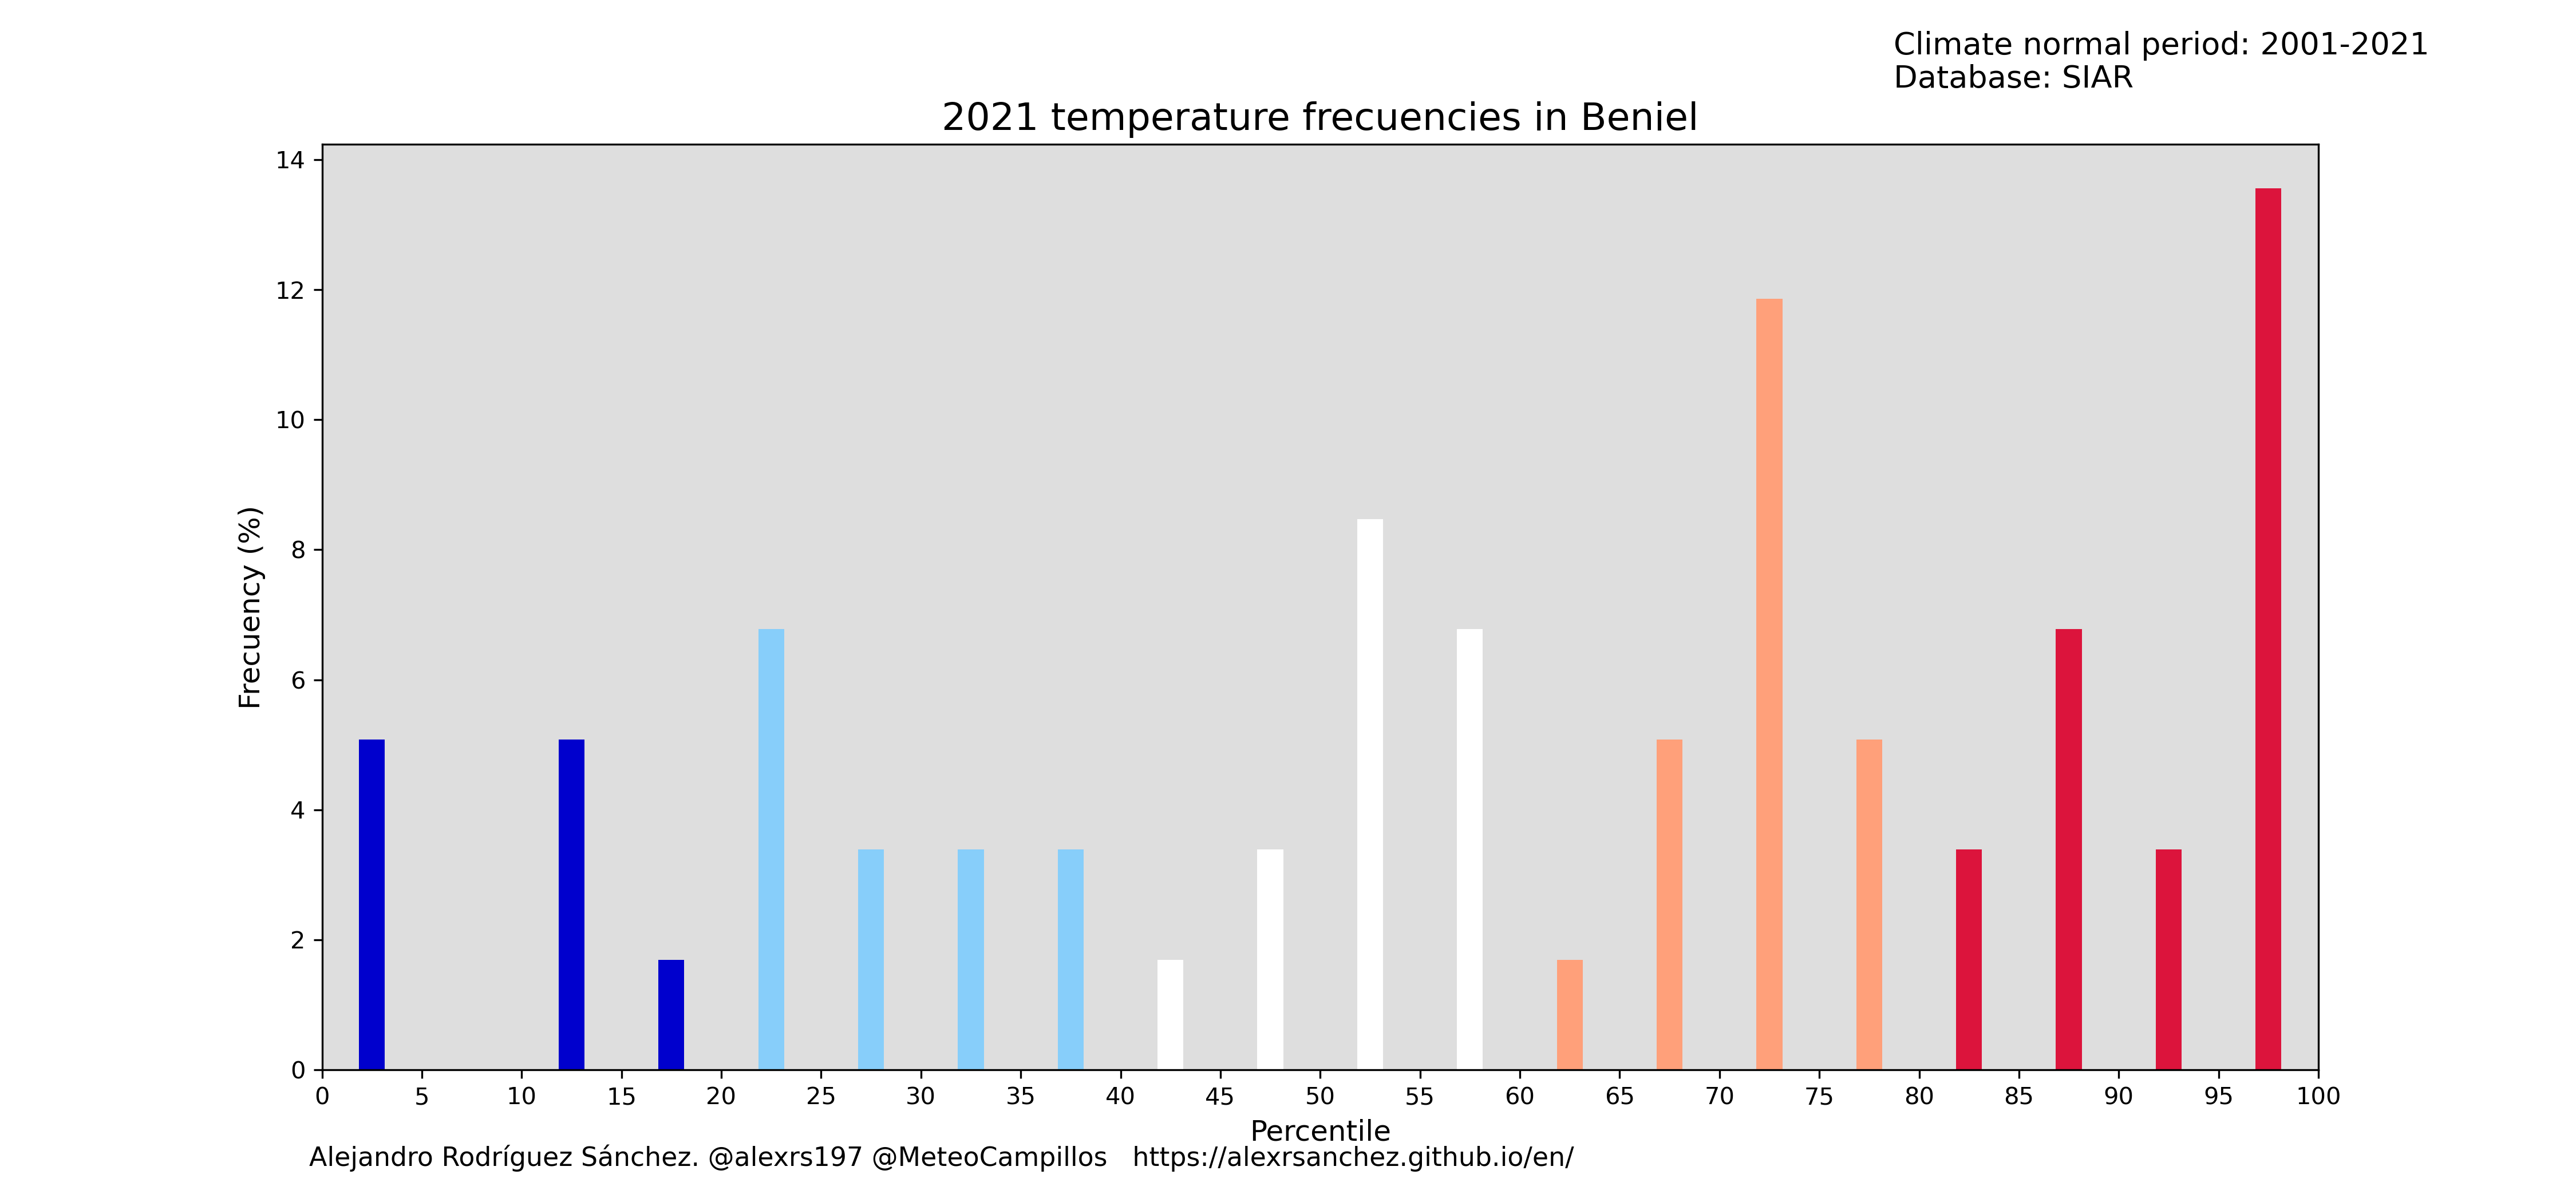 Climate normal period: 2001-2021
Database: SIAR
2021 temperature frecuencies in Beniel
14
12
10
8
6
4
2
0
Frecuency (%)
0 5 10 15 20 25 30 35 40 45 50 55 60 65 70 75 80 85 90 95 100
Percentile
Alejandro Rodríguez Sánchez. @alexrs197 @MeteoCampillos https://alexrsanchez.github.io/en/